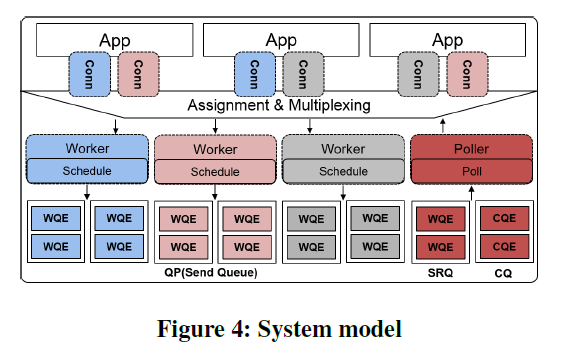 App App App
Conn Conn Conn Conn Conn Conn
Assignment & Multiplexing
Worker Worker Worker Poller
Schedule Schedule Schedule Poll
WQE WQE WQE WQE WQE WQE WQE CQE
WQE WQE WQE WQE WQE WQE WQE CQE
QP(Send Queue) SRQ CQ
Figure 4: System model